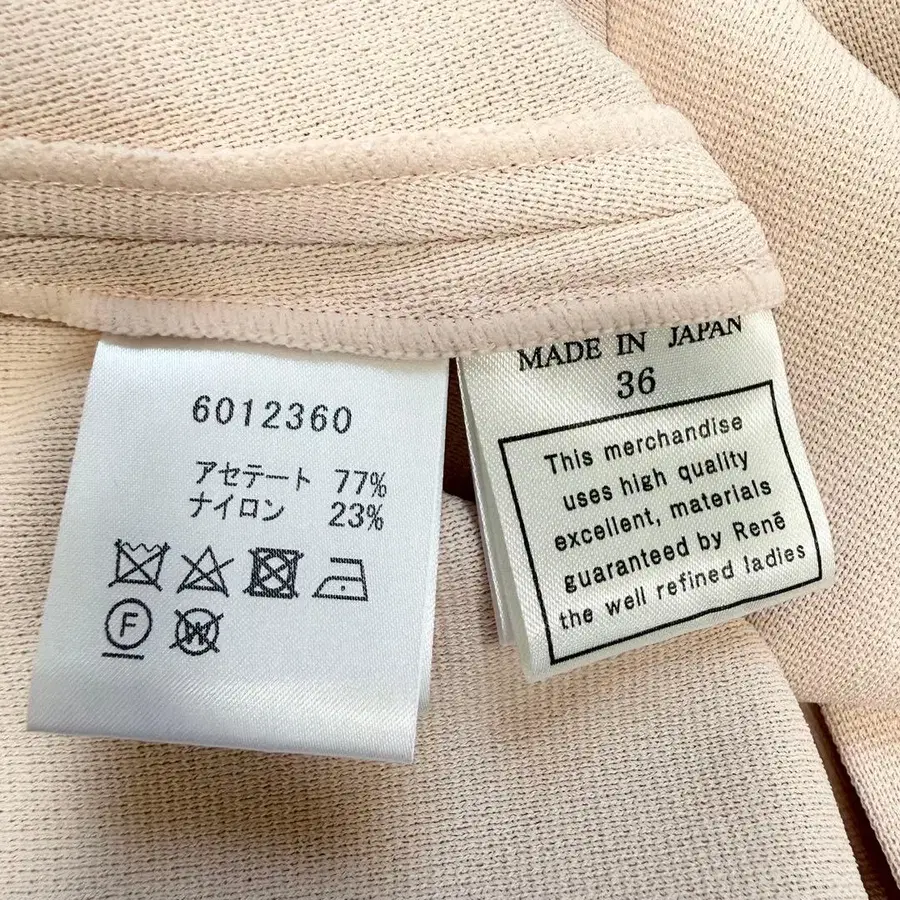 6012360
アセテート 77%
ナイロン 23%
F
W
MADE IN JAPAN
36
This merchandise
uses high quality
excellent, materials
guaranteed by Renē
the well refined ladies